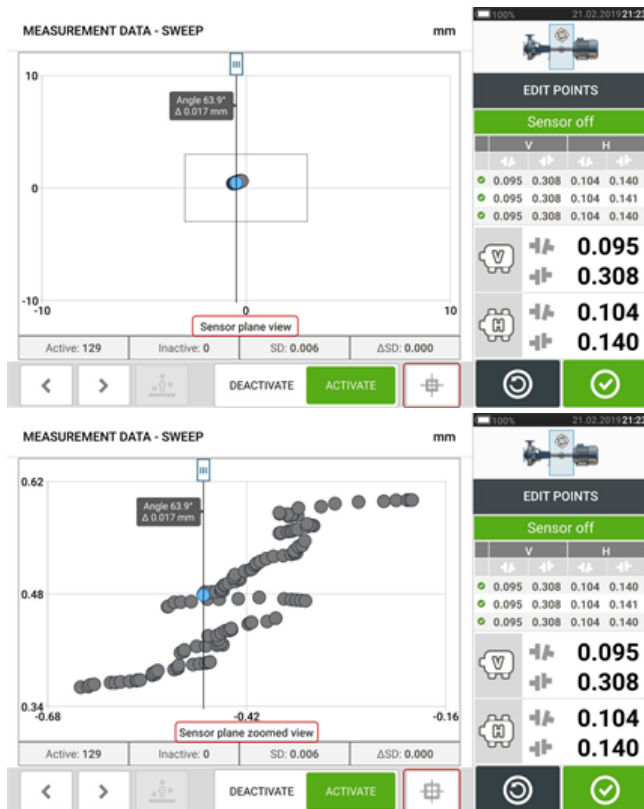 MEASUREMENT DATA - SWEEP mm
10
Angle 63.9°
Δ 0.017 mm
0
-10
-10 0 10
Sensor plane view
Active: 129 Inactive: 0 SD: 0.006 ΔSD: 0.000
DEACTIVATE ACTIVATE
100% 21.02.2019 21:23
EDIT POINTS
Sensor off
V H
0.095 0.308 0.104 0.140
0.095 0.308 0.104 0.141
0.095 0.308 0.104 0.140
V 0.095
0.308
H 0.104
0.140
MEASUREMENT DATA - SWEEP mm
0.62
Angle 63.9°
Δ 0.017 mm
0.48
0.34
-0.68 -0.42 -0.16
Sensor plane zoomed view
Active: 129 Inactive: 0 SD: 0.006 ΔSD: 0.000
DEACTIVATE ACTIVATE
100% 21.02.2019 21:23
EDIT POINTS
Sensor off
V H
0.095 0.308 0.104 0.140
0.095 0.308 0.104 0.141
0.095 0.308 0.104 0.140
V 0.095
0.308
H 0.104
0.140